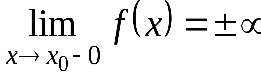 lim f(x) = ±∝
x→ x₀ - 0